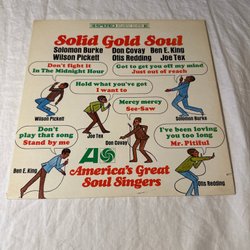 STEREO
Solid Gold Soul
Solomon Burke Don Covay Ben E. King
Wilson Pickett Otis Redding Joe Tex
Don't fight it
In The Midnight Hour
Got to get you off my mind
Just out of reach
Hold what you've got
I want to
Mercy mercy
See-Saw
Wilson Pickett
Solomon Burke
Don't
play that song
Stand by me
Joe Tex
Don Covay
I've been loving
you too long
Mr. Pitiful
Ben E. King
Otis Redding
America's Great
Soul Singers